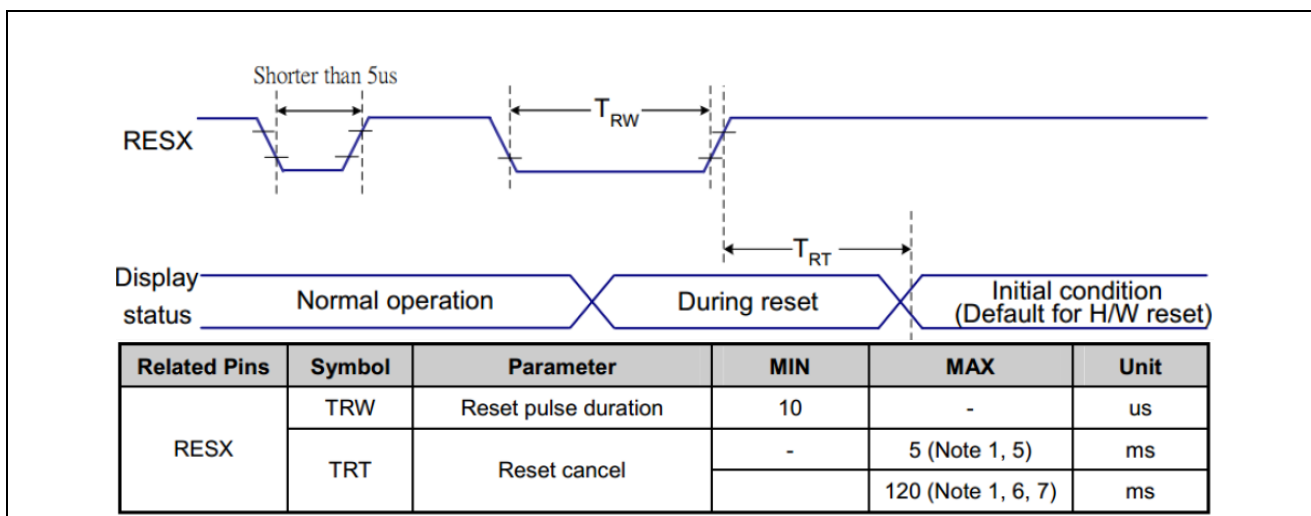 Shorter than 5us
RESX
TRW
TRT
Display
status
Normal operation
During reset
Initial condition
(Default for H/W reset)
Related Pins Symbol Parameter MIN MAX Unit
RESX TRW Reset pulse duration 10 - us
TRT Reset cancel - 5 (Note 1, 5) ms
120 (Note 1, 6, 7) ms